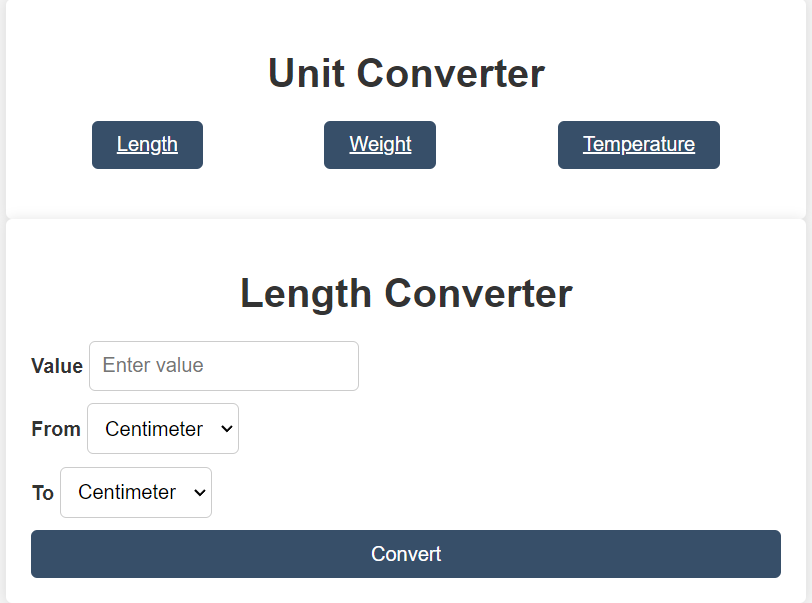 Unit Converter
Length Weight Temperature
Length Converter
Value Enter value
From Centimeter
To Centimeter
Convert